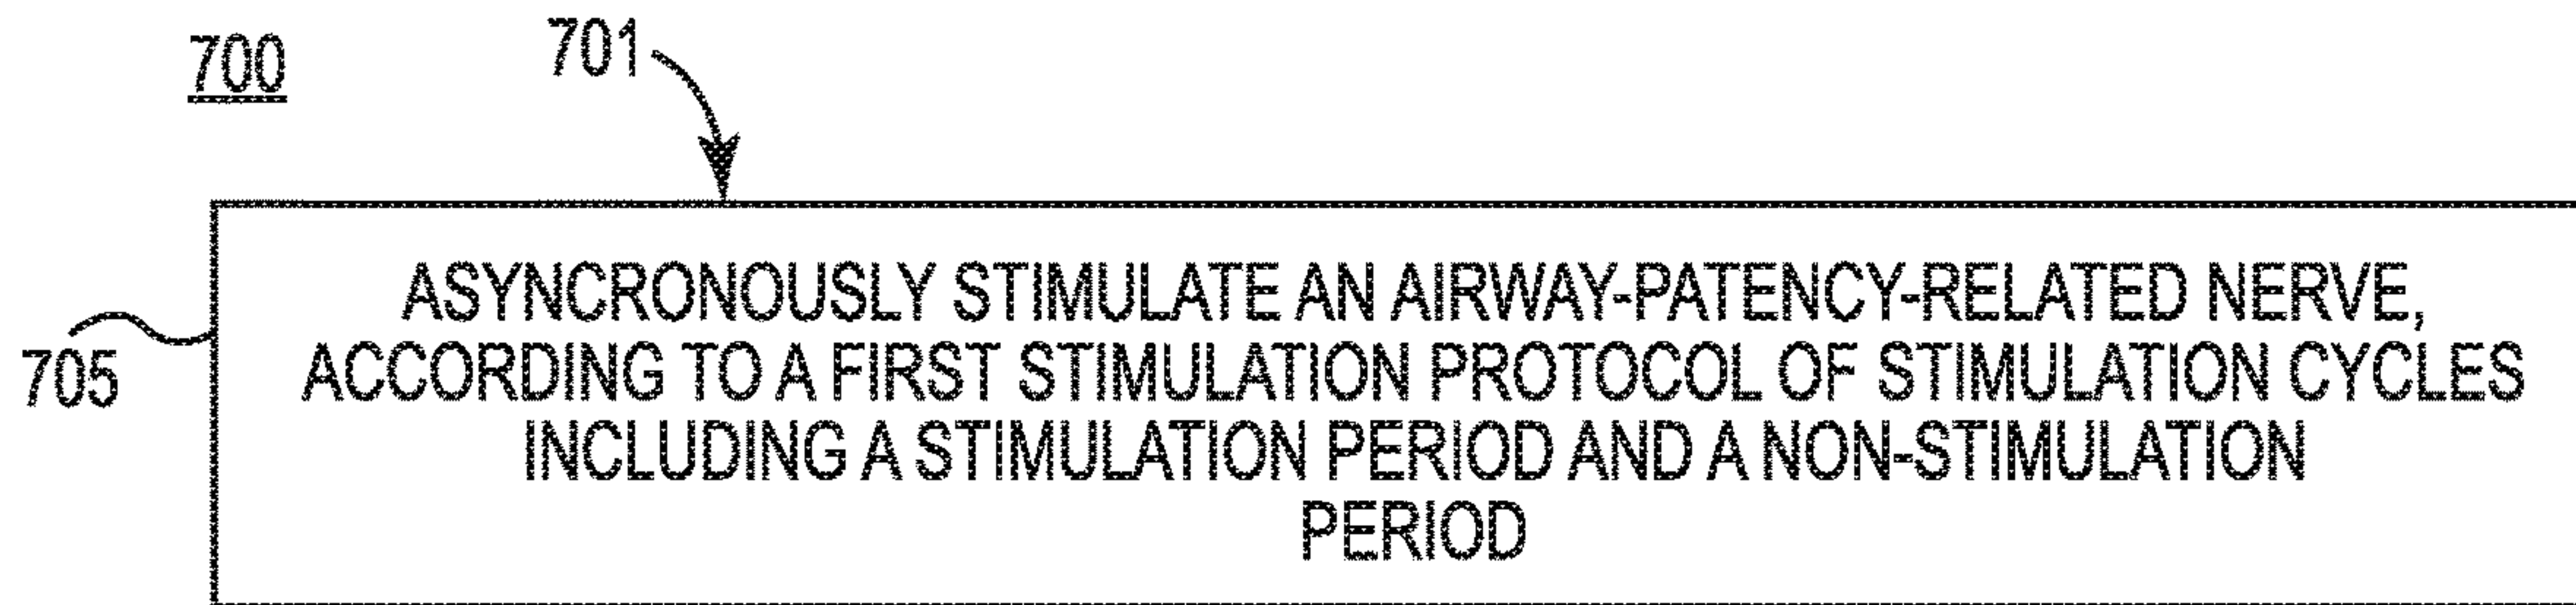 700
701
ASYNCRONOUSLY STIMULATE AN AIRWAY-PATENCY-RELATED NERVE,
705
ACCORDING TO A FIRST STIMULATION PROTOCOL OF STIMULATION CYCLES
INCLUDING A STIMULATION PERIOD AND A NON-STIMULATION
PERIOD